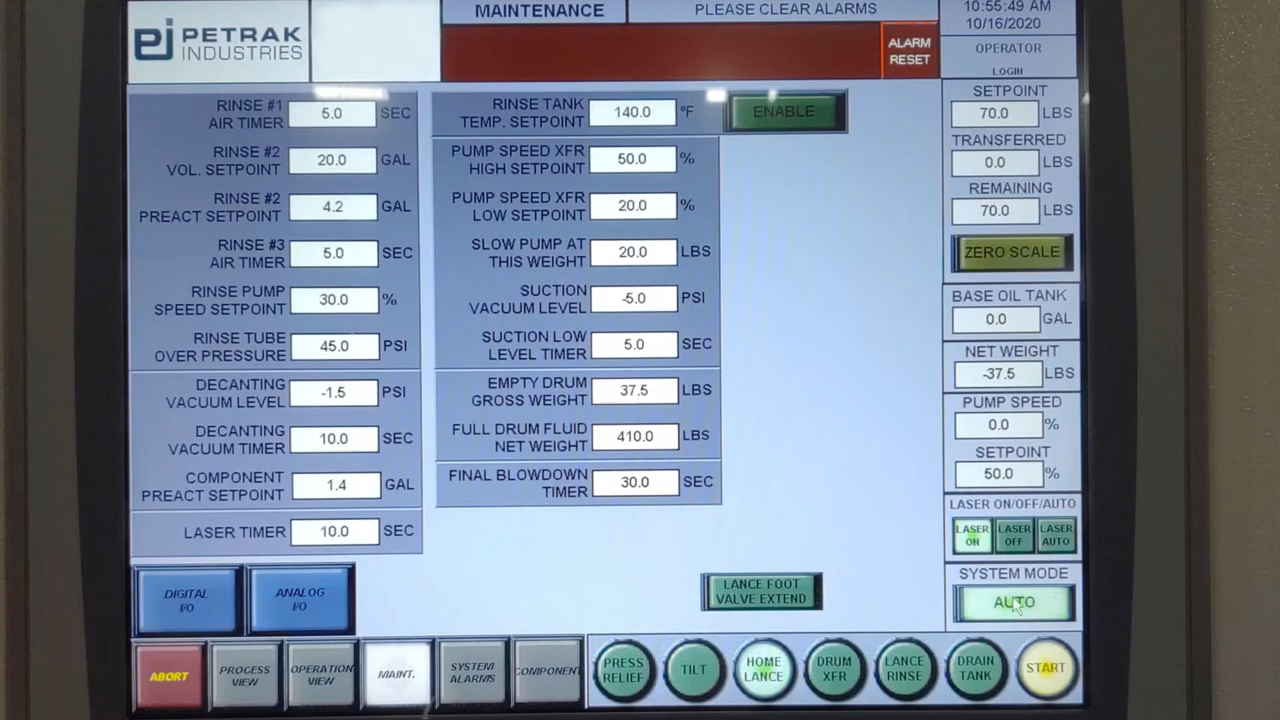 PETRAK
INDUSTRIES
MAINTENANCE
PLEASE CLEAR ALARMS
10:55:49 AM
10/16/2020
ALARM
RESET
OPERATOR
LOGIN
RINSE #1
AIR TIMER
5.0
SEC
RINSE #2
VOL. SETPOINT
20.0
GAL
RINSE #2
PREACT SETPOINT
4.2
GAL
RINSE #3
AIR TIMER
5.0
SEC
RINSE PUMP
SPEED SETPOINT
30.0
%
RINSE TUBE
OVER PRESSURE
45.0
PSI
DECANTING
VACUUM LEVEL
-1.5
PSI
DECANTING
VACUUM TIMER
10.0
SEC
COMPONENT
PREACT SETPOINT
1.4
GAL
LASER TIMER
10.0
SEC
RINSE TANK
TEMP. SETPOINT
140.0
°F
ENABLE
PUMP SPEED XFR
HIGH SETPOINT
50.0
%
PUMP SPEED XFR
LOW SETPOINT
20.0
%
SLOW PUMP AT
THIS WEIGHT
20.0
LBS
SUCTION
VACUUM LEVEL
-5.0
PSI
SUCTION LOW
LEVEL TIMER
5.0
SEC
EMPTY DRUM
GROSS WEIGHT
37.5
LBS
FULL DRUM FLUID
NET WEIGHT
410.0
LBS
FINAL BLOWDOWN
TIMER
30.0
SEC
SETPOINT
70.0
LBS
TRANSFERRED
0.0
LBS
REMAINING
70.0
LBS
ZERO SCALE
BASE OIL TANK
0.0
GAL
NET WEIGHT
-37.5
LBS
PUMP SPEED
0.0
%
SETPOINT
50.0
%
LASER ON/OFF/AUTO
LASER
ON
LASER
OFF
LASER
AUTO
SYSTEM MODE
AUTO
DIGITAL
I/O
ANALOG
I/O
LANCE FOOT
VALVE EXTEND
ABORT
PROCESS
VIEW
OPERATION
VIEW
MAINT.
SYSTEM
ALARMS
COMPONENT
PRESS
RELIEF
TILT
HOME
LANCE
DRUM
XFR
LANCE
RINSE
DRAIN
TANK
START